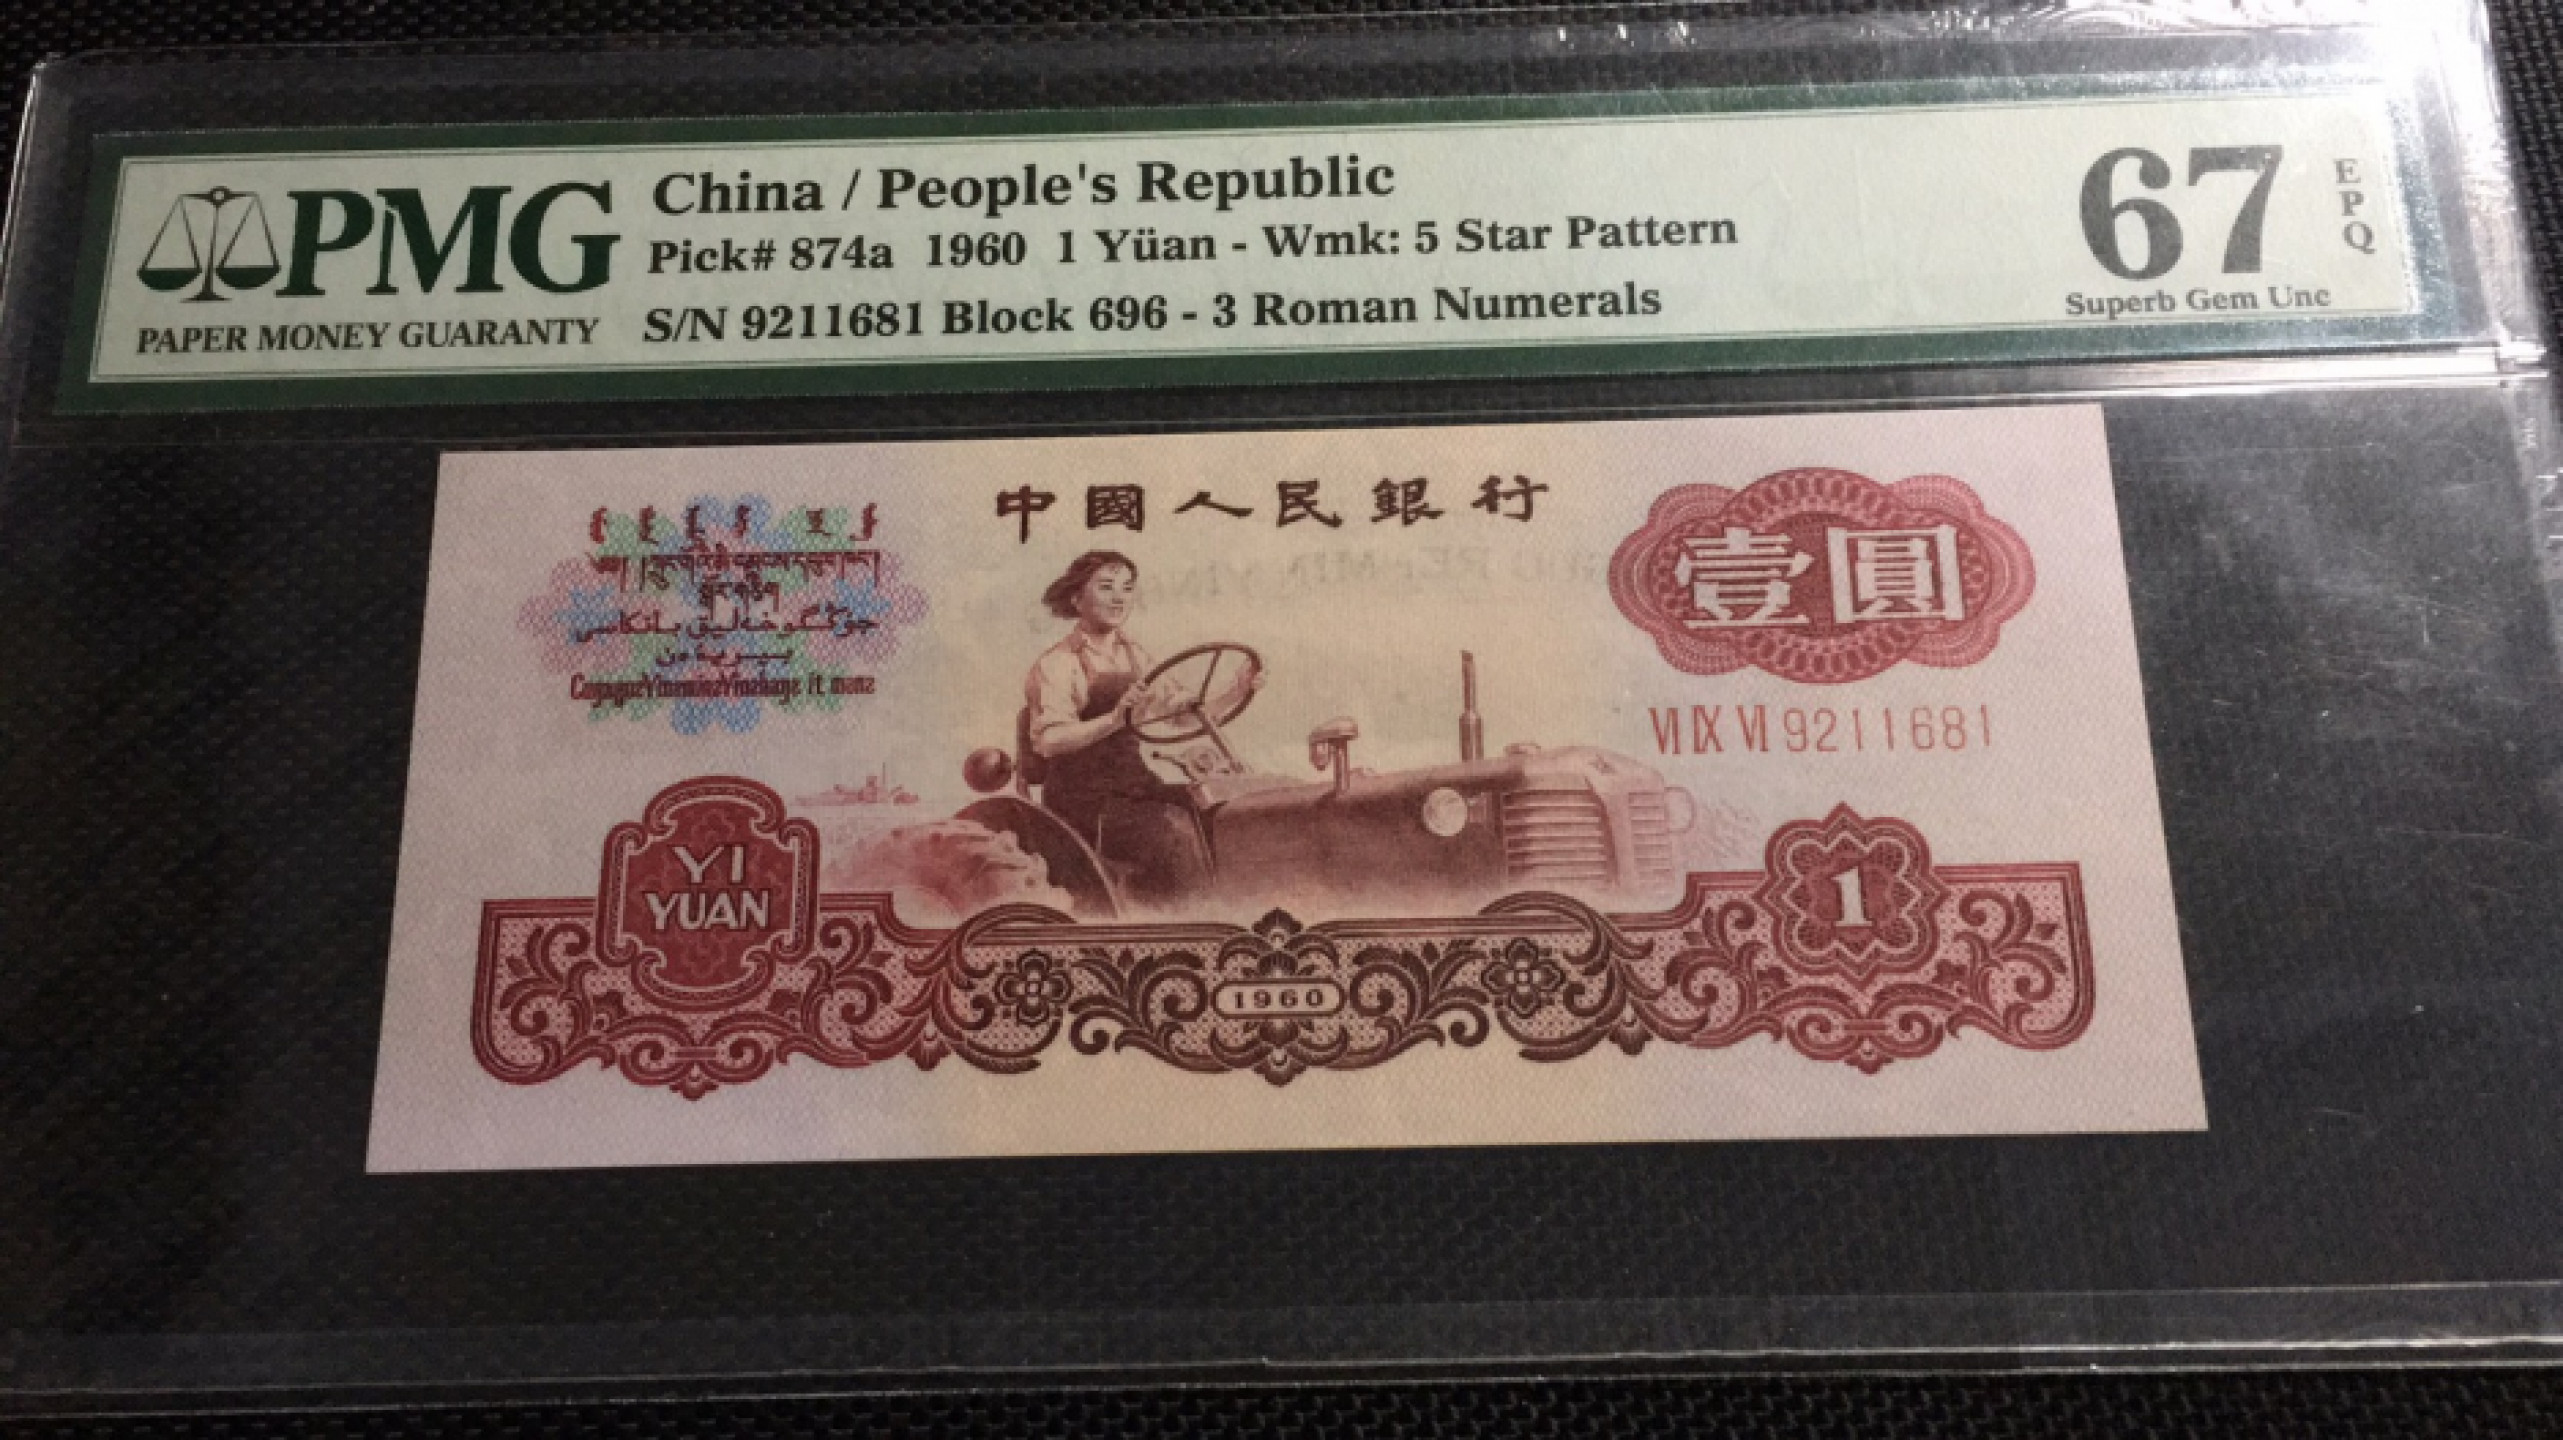 PMG
PAPER MONEY GUARANTY
China / People's Republic
Pick# 874a 1960 1 Yüan - Wmk: 5 Star Pattern
S/N 9211681 Block 696 - 3 Roman Numerals
67
EPQ
Superb Gem Unc
中國人民銀行
壹圓
VI IX VI 9211681
YI
YUAN
1
1960